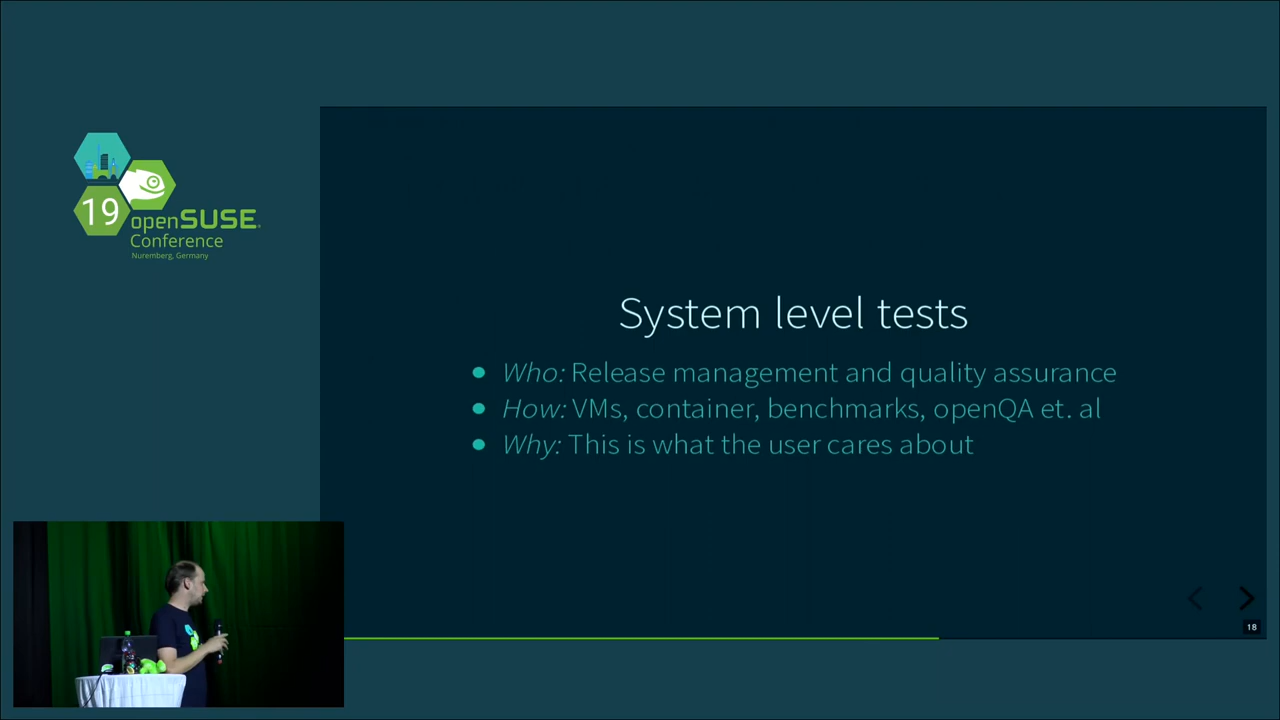 19
openSUSE
Conference
Nuremberg, Germany
System level tests
Who: Release management and quality assurance
How: VMs, container, benchmarks, openQA et. al
Why: This is what the user cares about
18